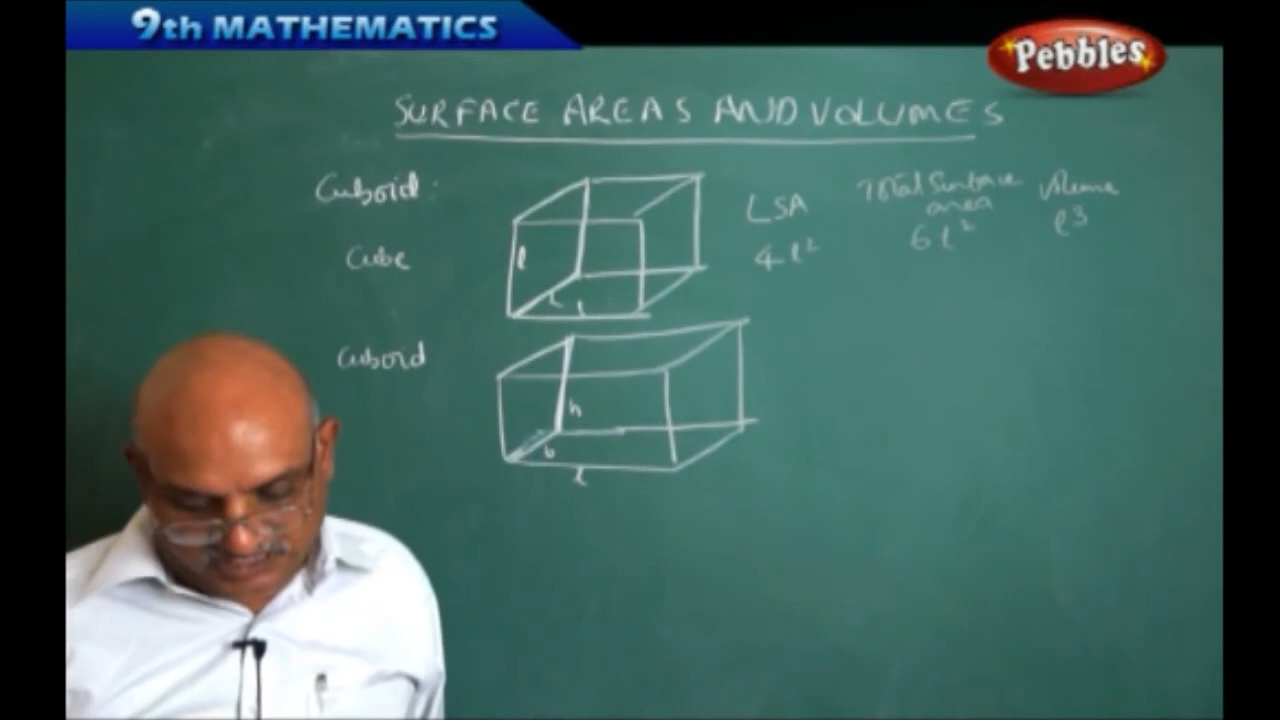 9th MATHEMATICS
Pebbles
SURFACE AREAS AND VOLUMES
Cuboid:
LSA Total Surface area Volume
Cube
l
l
l
4l² 6l² l³
Cuboid
h
b
l